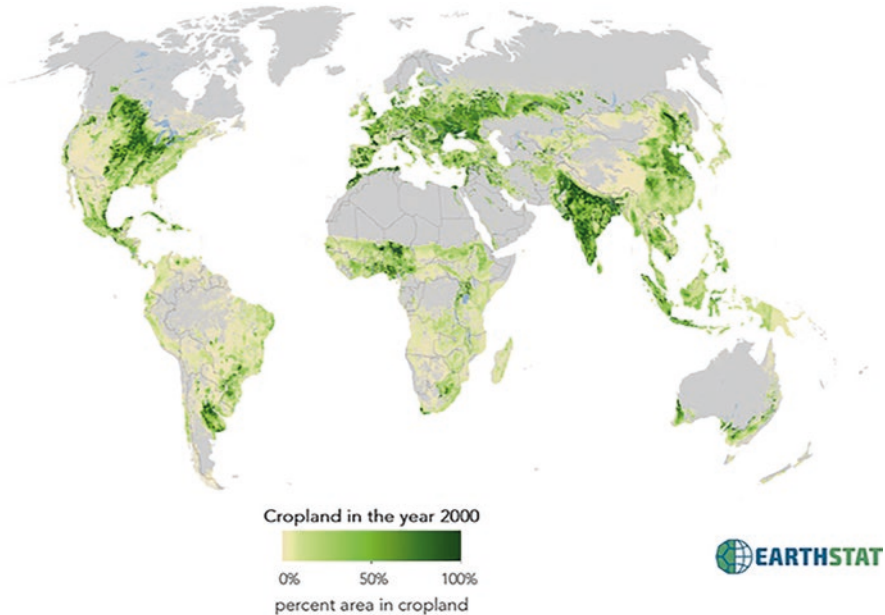 Cropland in the year 2000
0% 50% 100%
percent area in cropland
EARTHSTAT